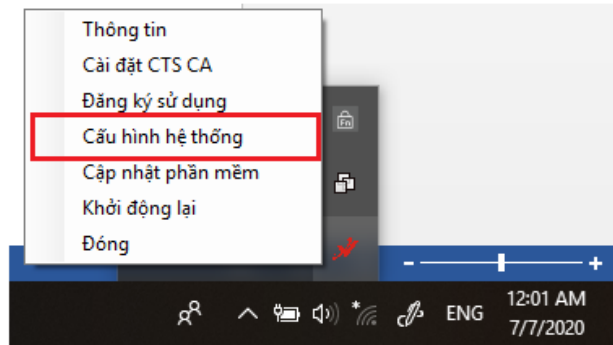 Thông tin
Cài đặt CTS CA
Đăng ký sử dụng
Cấu hình hệ thống
Cập nhật phần mềm
Khởi động lại
Đóng
Fn
ENG
12:01 AM
7/7/2020